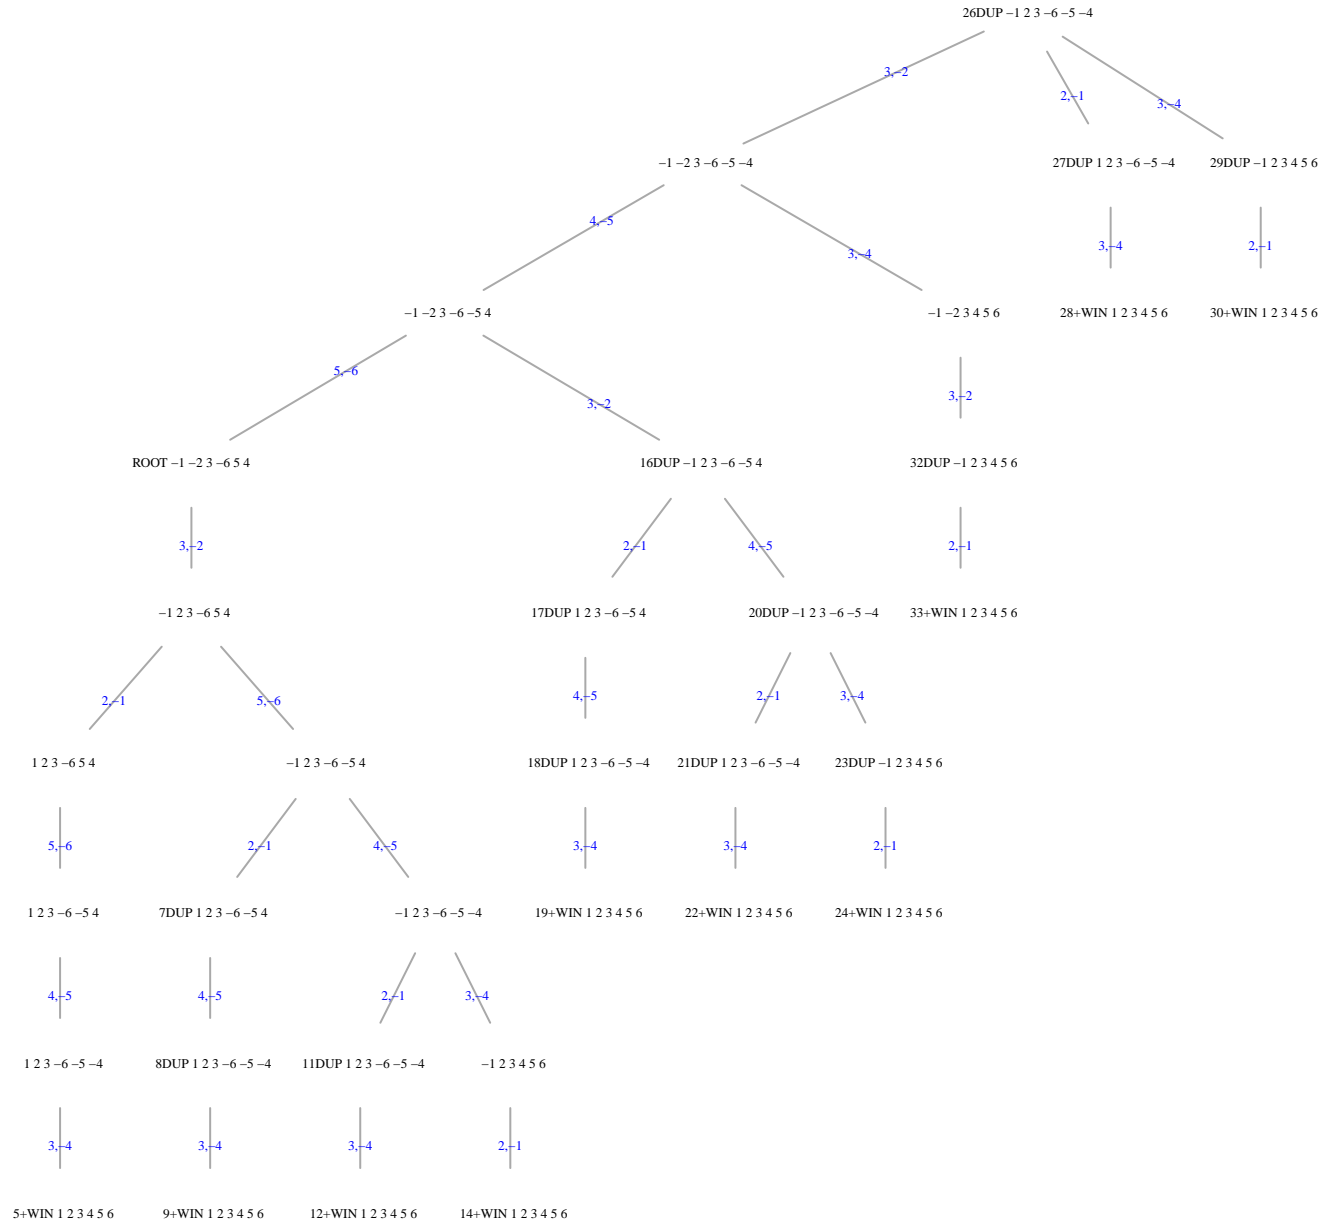 26DUP −1 2 3 −6 −5 −4
3,−2
2,−1
3,−4
−1 −2 3 −6 −5 −4
27DUP 1 2 3 −6 −5 −4
29DUP −1 2 3 4 5 6
4,−5
3,−4
3,−4
2,−1
−1 −2 3 −6 −5 4
−1 −2 3 4 5 6
28+WIN 1 2 3 4 5 6
30+WIN 1 2 3 4 5 6
5,−6
3,−2
3,−2
ROOT −1 −2 3 −6 5 4
16DUP −1 2 3 −6 −5 4
32DUP −1 2 3 4 5 6
3,−2
2,−1
4,−5
2,−1
−1 2 3 −6 5 4
17DUP 1 2 3 −6 −5 4
20DUP −1 2 3 −6 −5 −4
33+WIN 1 2 3 4 5 6
2,−1
5,−6
4,−5
2,−1
3,−4
1 2 3 −6 5 4
−1 2 3 −6 −5 4
18DUP 1 2 3 −6 −5 −4
21DUP 1 2 3 −6 −5 −4
23DUP −1 2 3 4 5 6
5,−6
2,−1
4,−5
3,−4
3,−4
2,−1
1 2 3 −6 −5 4
7DUP 1 2 3 −6 −5 4
−1 2 3 −6 −5 −4
19+WIN 1 2 3 4 5 6
22+WIN 1 2 3 4 5 6
24+WIN 1 2 3 4 5 6
4,−5
4,−5
2,−1
3,−4
1 2 3 −6 −5 −4
8DUP 1 2 3 −6 −5 −4
11DUP 1 2 3 −6 −5 −4
−1 2 3 4 5 6
3,−4
3,−4
3,−4
2,−1
5+WIN 1 2 3 4 5 6
9+WIN 1 2 3 4 5 6
12+WIN 1 2 3 4 5 6
14+WIN 1 2 3 4 5 6